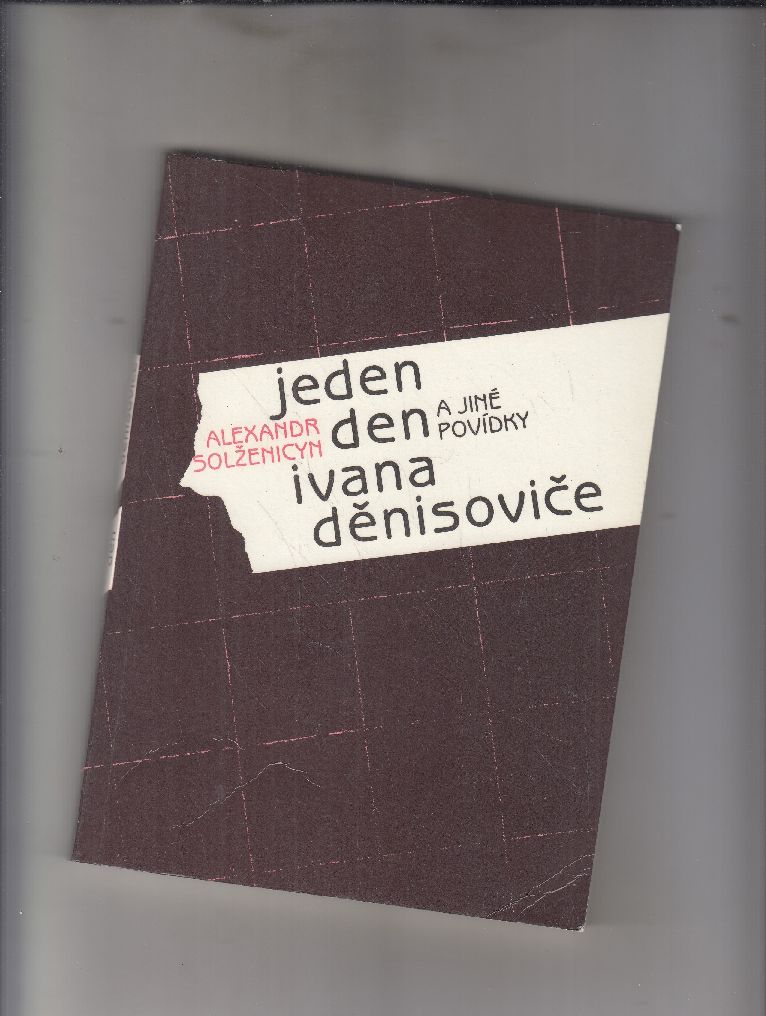 jeden
ALEXANDR
SOLŽENICYN
den
A JINÉ
POVÍDKY
ivana
děnisoviče